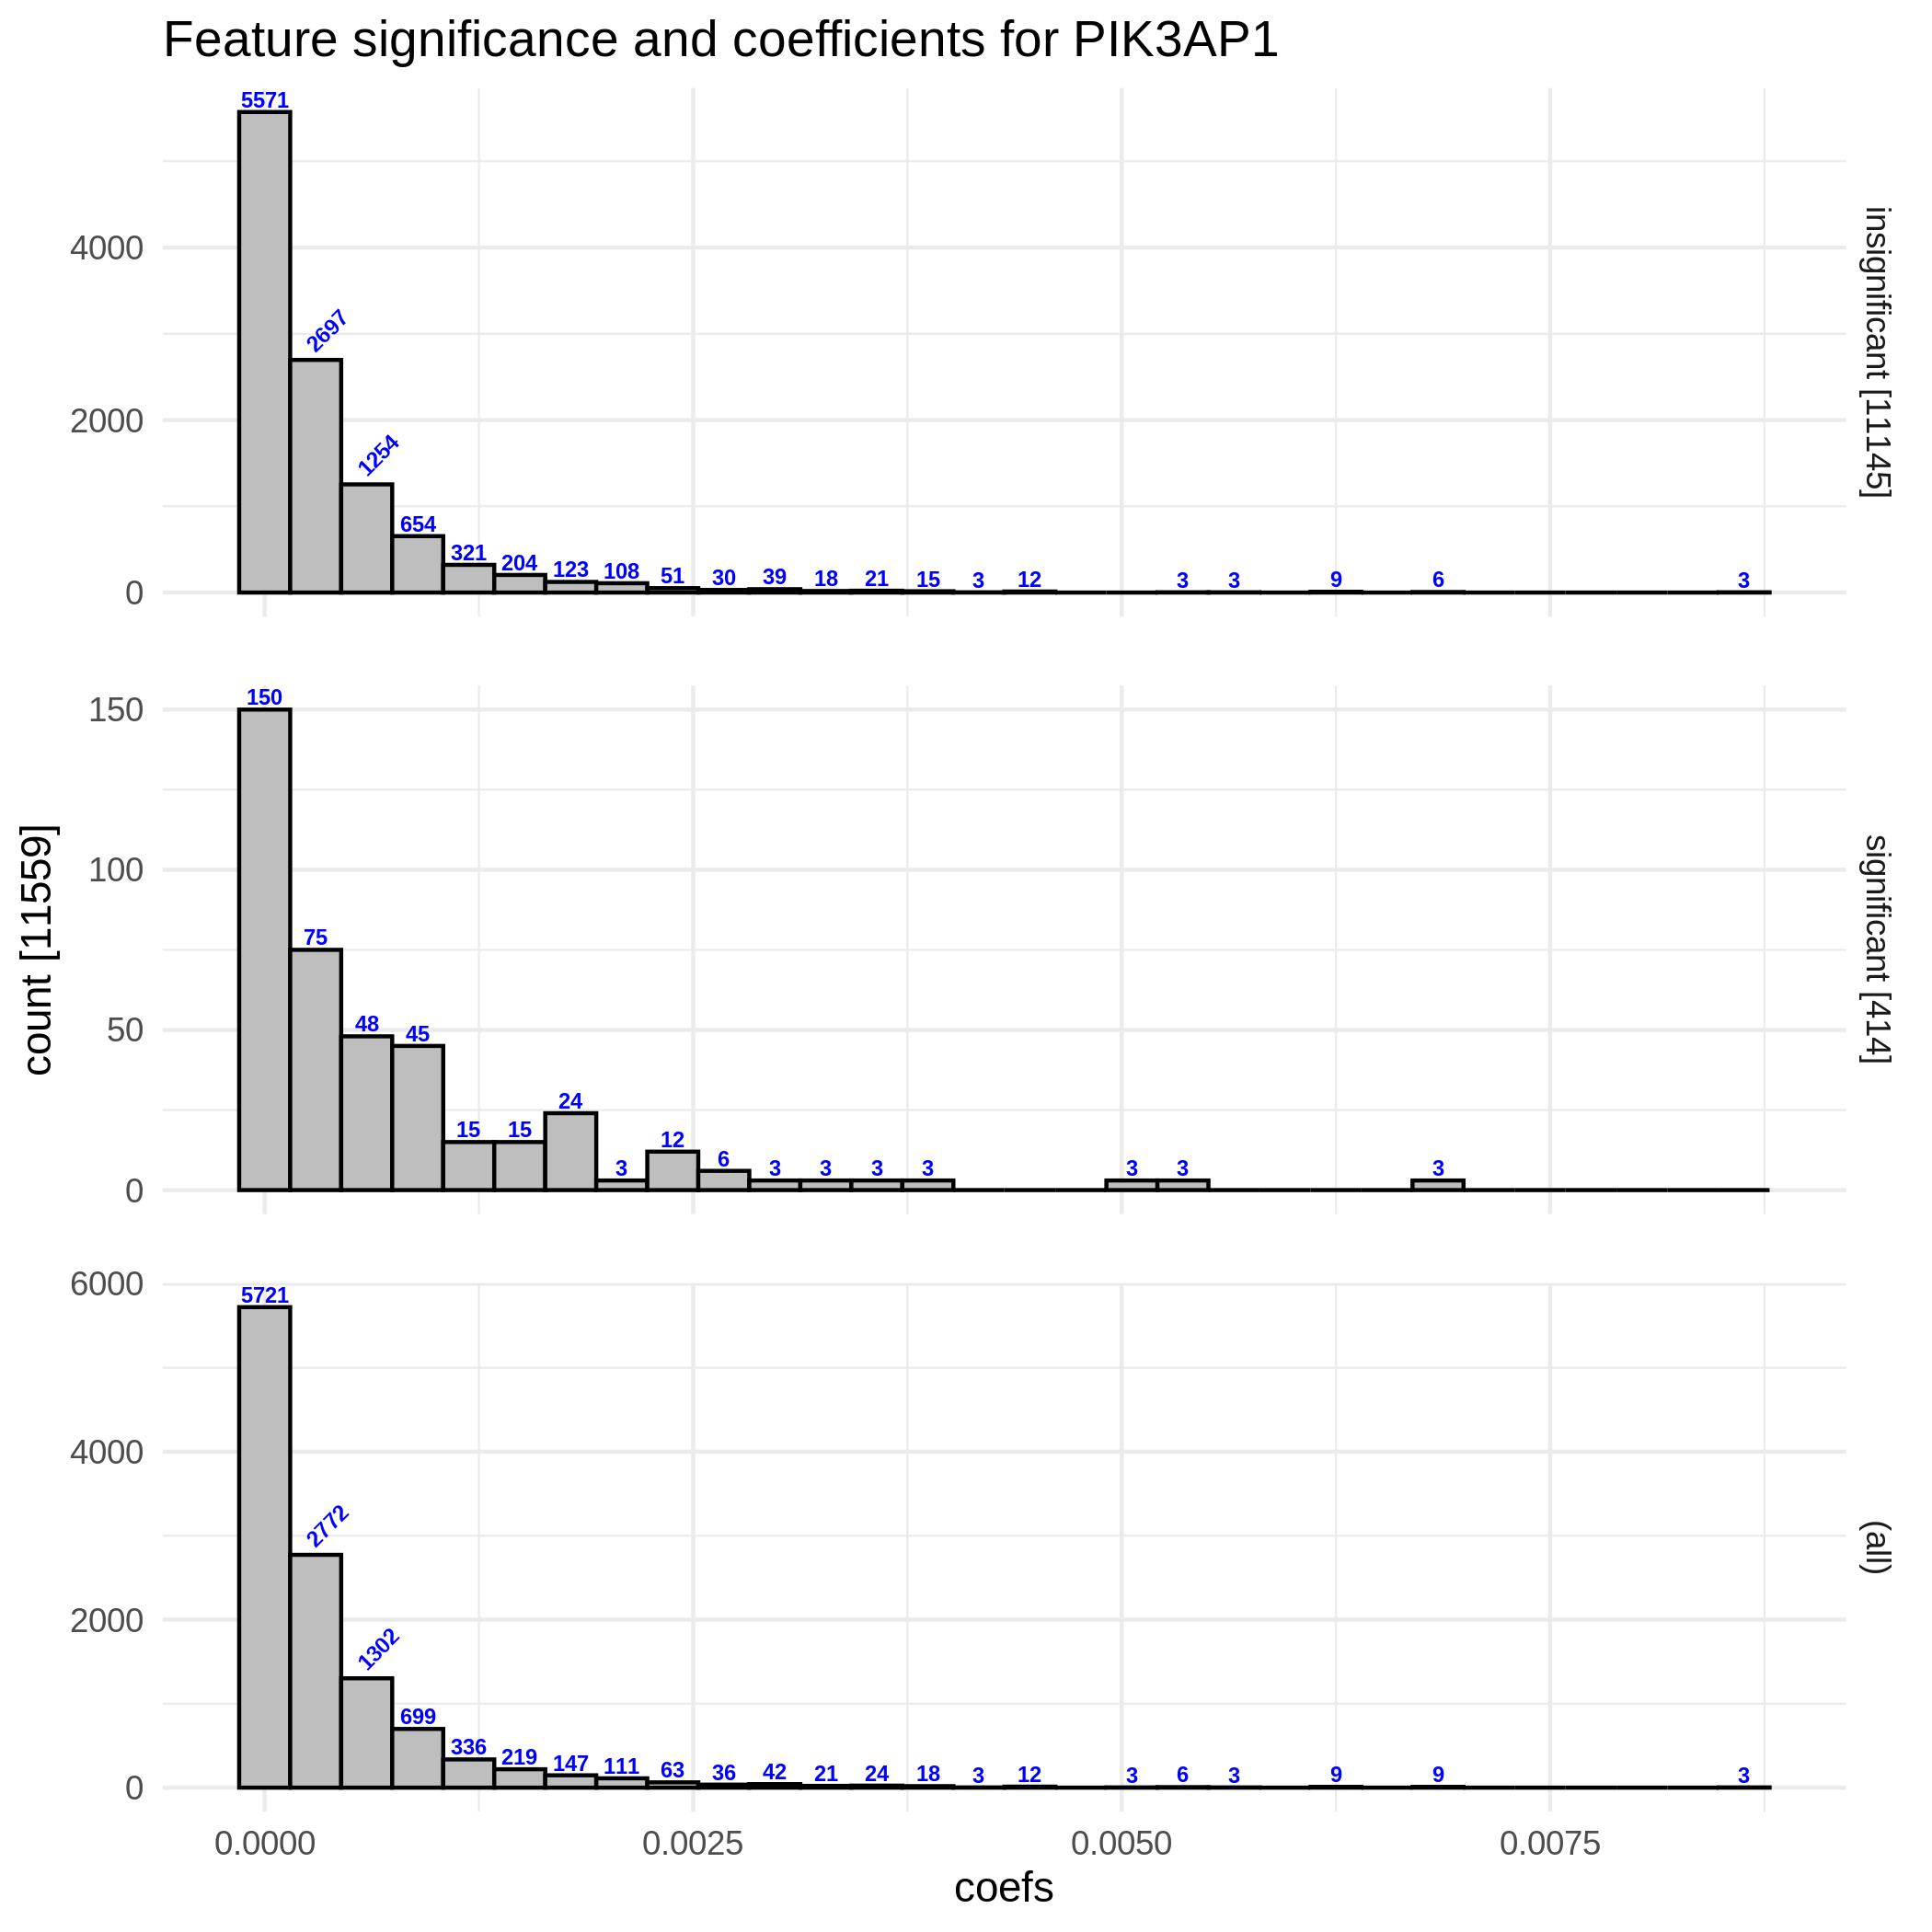 Feature significance and coefficients for PIK3AP1
5571
2697
1254
654
321 204 123 108 51 30 39 18 21 15 3 12 3 3 9 6 3
4000
2000
0
insignificant [11145]
150
75
48 45
15 15 24 3 12 6 3 3 3 3 3 3 3
150
100
50
0
significant [414]
count [11559]
5721
2772
1302
699
336 219 147 111 63 36 42 21 24 18 3 12 3 6 3 9 9 3
6000
4000
2000
0
(all)
0.0000 0.0025 0.0050 0.0075
coefs